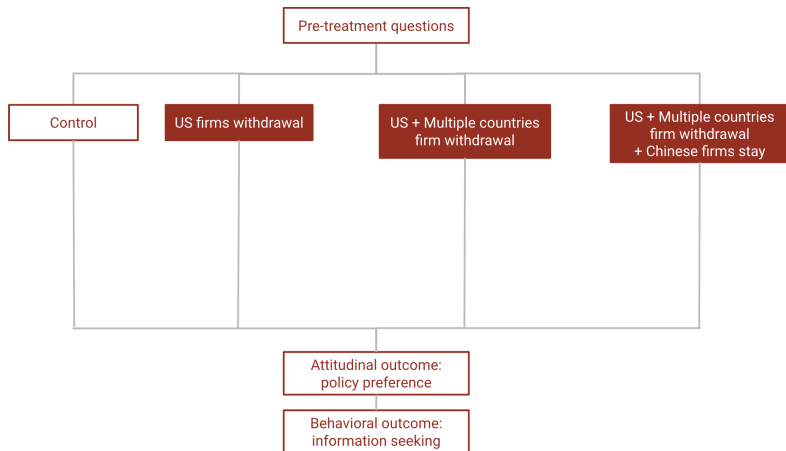 Pre-treatment questions
Control
US firms withdrawal
US + Multiple countries
firm withdrawal
US + Multiple countries
firm withdrawal
+ Chinese firms stay
Attitudinal outcome:
policy preference
Behavioral outcome:
information seeking